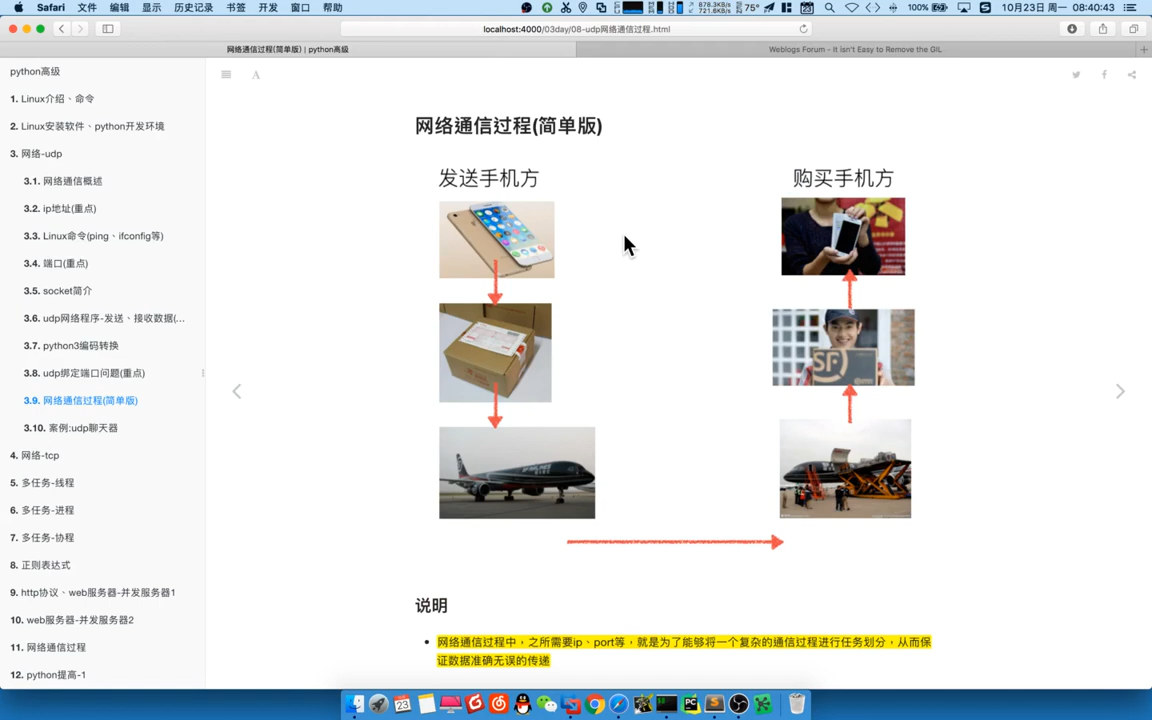 Safari 文件 编辑 显示 历史记录 书签 开发 窗口 帮助
878.3KB/s
721.6KB/s
75°
100%
10月23日 周一 08:40:43
localhost:4000/03day/08-udp网络通信过程.html
网络通信过程(简单版) | python高级
Weblogs Forum - It isn't Easy to Remove the GIL
python高级
1. Linux介绍、命令
2. Linux安装软件、python开发环境
3. 网络-udp
3.1. 网络通信概述
3.2. ip地址(重点)
3.3. Linux命令(ping、ifconfig等)
3.4. 端口(重点)
3.5. socket简介
3.6. udp网络程序-发送、接收数据(...
3.7. python3编码转换
3.8. udp绑定端口问题(重点)
3.9. 网络通信过程(简单版)
3.10. 案例:udp聊天器
4. 网络-tcp
5. 多任务-线程
6. 多任务-进程
7. 多任务-协程
8. 正则表达式
9. http协议、web服务器-并发服务器1
10. web服务器-并发服务器2
11. 网络通信过程
12. python提高-1
A
网络通信过程(简单版)
发送手机方
购买手机方
SF
说明
• 网络通信过程中，之所需要ip、port等，就是为了能够将一个复杂的通信过程进行任务划分，从而保
证数据准确无误的传递